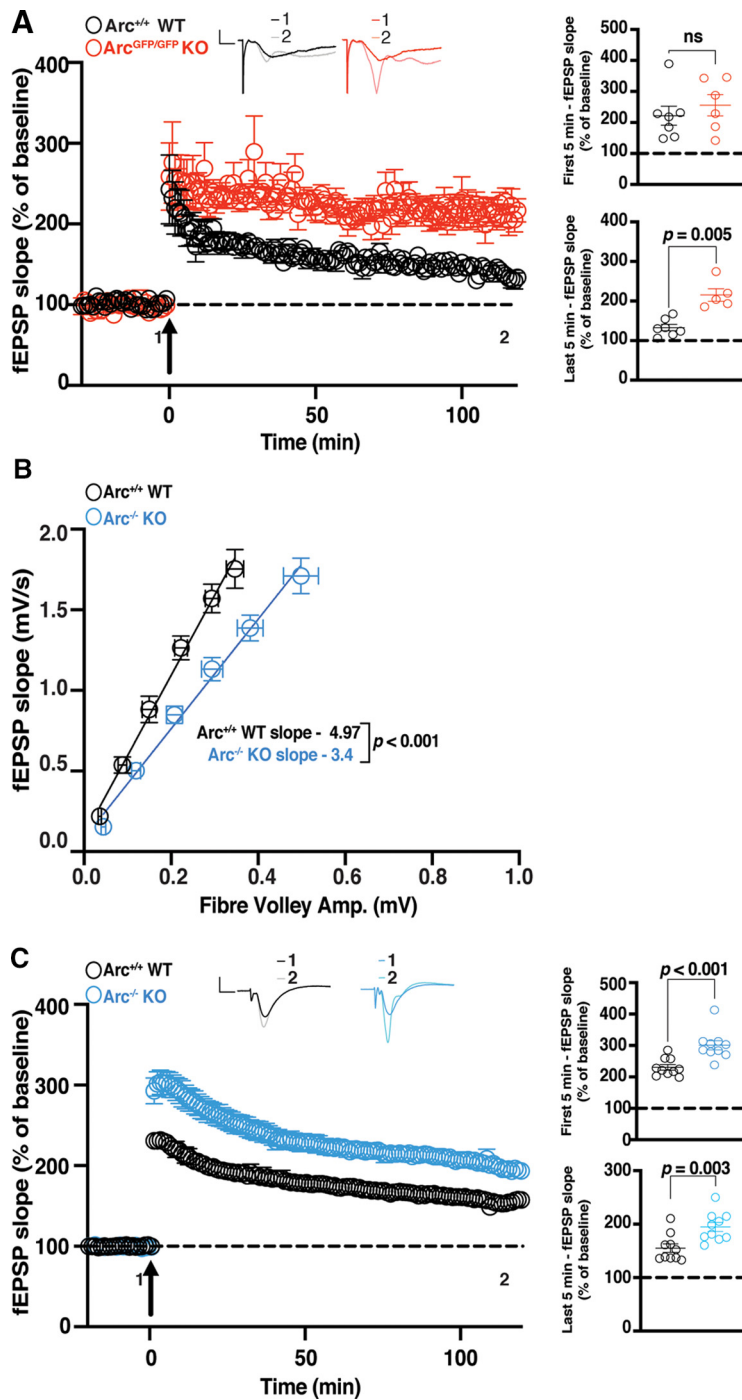 A
Arc+/+ WT
ArcGFP/GFP KO
1
2
1
2
fEPSP slope (% of baseline)
400
300
200
100
0
1
2
0
50
100
Time (min)
ns
First 5 min - fEPSP slope
(% of baseline)
500
400
300
200
100
0
p = 0.005
Last 5 min - fEPSP slope
(% of baseline)
400
300
200
100
0
B
Arc+/+ WT
Arc-/- KO
fEPSP slope (mV/s)
2.0
1.5
1.0
0.5
0.0
Arc+/+ WT slope - 4.97
Arc-/- KO slope - 3.4
p < 0.001
0.0
0.2
0.4
0.6
0.8
1.0
Fibre Volley Amp. (mV)
C
Arc+/+ WT
Arc-/- KO
1
2
1
2
fEPSP slope (% of baseline)
400
300
200
100
0
1
2
0
50
100
Time (min)
p < 0.001
First 5 min - fEPSP slope
(% of baseline)
500
400
300
200
100
0
p = 0.003
Last 5 min - fEPSP slope
(% of baseline)
300
200
100
0